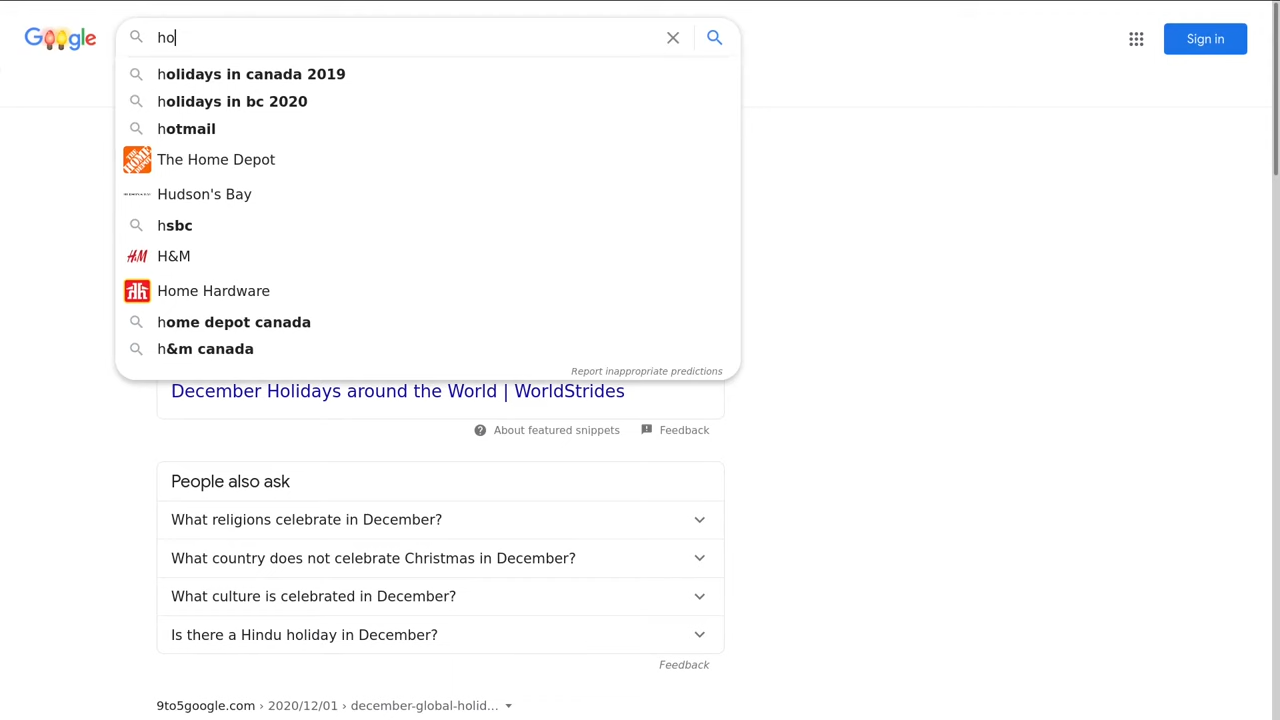 Google
ho
Sign in
holidays in canada 2019
holidays in bc 2020
hotmail
The Home Depot
Hudson's Bay
hsbc
H&M
Home Hardware
home depot canada
h&m canada
Report inappropriate predictions
December Holidays around the World | WorldStrides
About featured snippets
Feedback
People also ask
What religions celebrate in December?
What country does not celebrate Christmas in December?
What culture is celebrated in December?
Is there a Hindu holiday in December?
Feedback
9to5google.com › 2020/12/01 › december-global-holid...